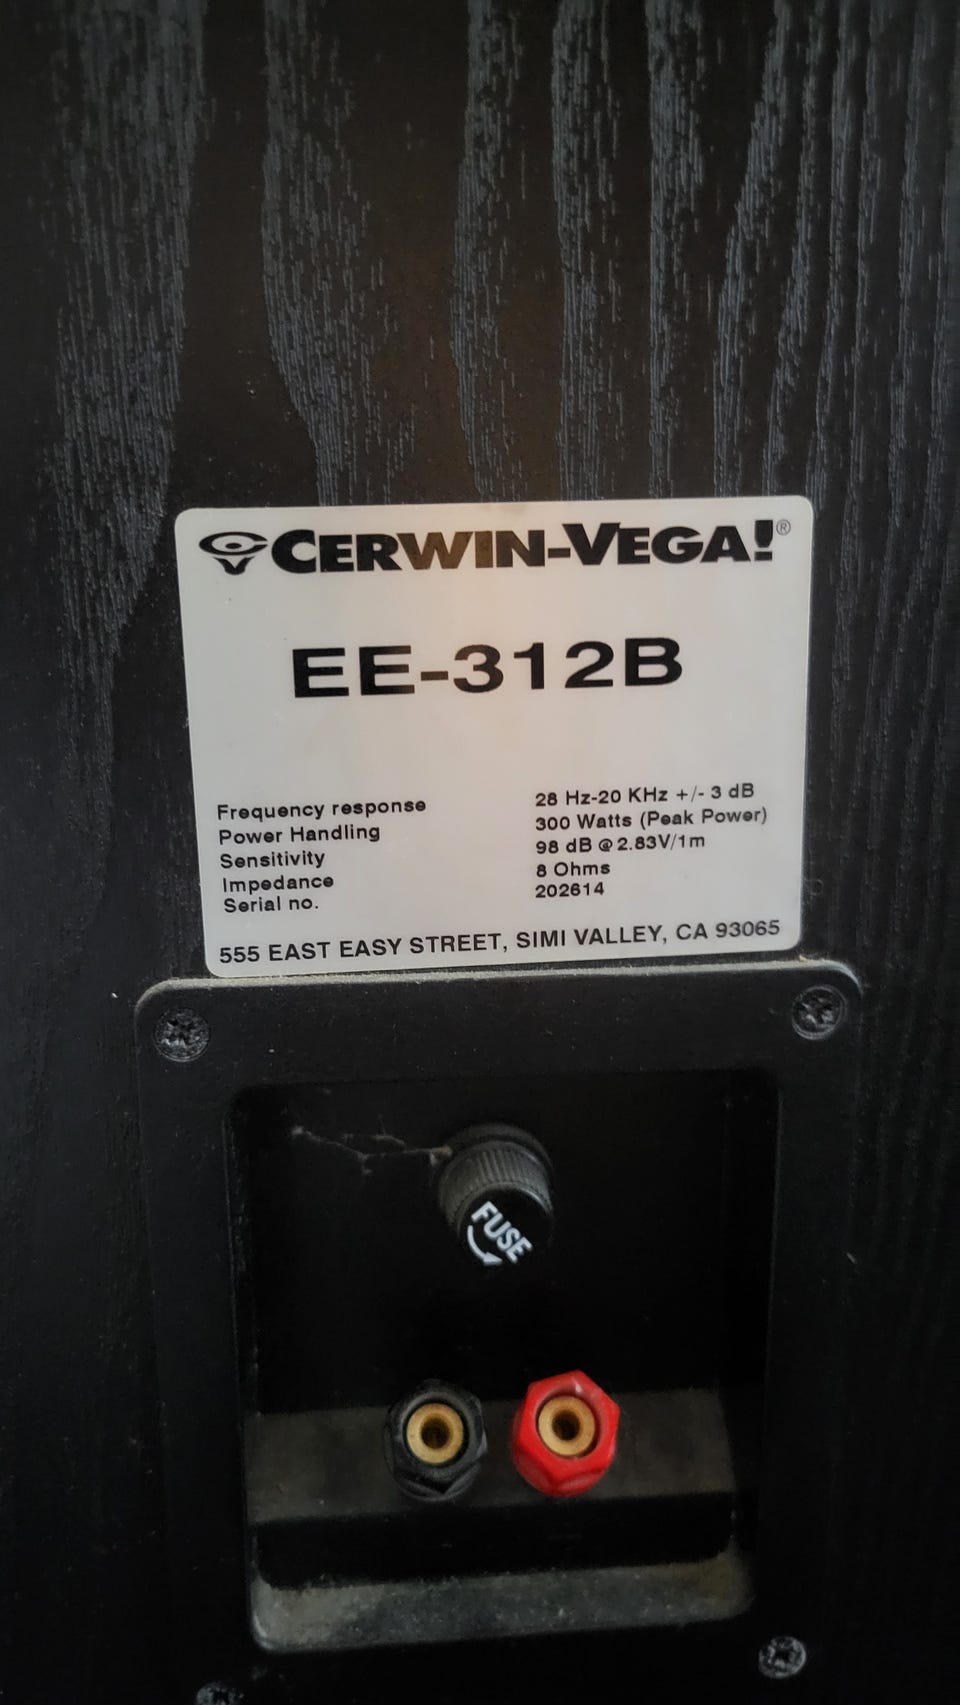 CERWIN-VEGA!®
EE-312B
Frequency response 28 Hz-20 KHz +/- 3 dB
Power Handling 300 Watts (Peak Power)
Sensitivity 98 dB @ 2.83V/1m
Impedance 8 Ohms
Serial no. 202614
555 EAST EASY STREET, SIMI VALLEY, CA 93065
FUSE